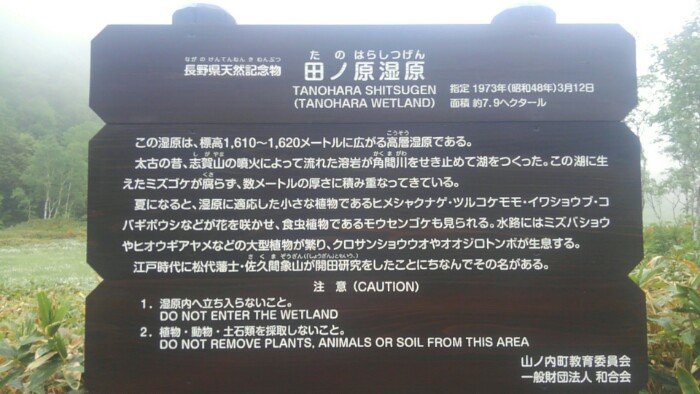 ながのけんてんねんきねんぶつ
長野県天然記念物
たのはらしつげん
田ノ原湿原
TANOHARA SHITSUGEN
(TANOHARA WETLAND)
指定 1973年(昭和48年)3月12日
面積 約7.9ヘクタール
こうそう
この湿原は、標高1,610〜1,620メートルに広がる高層湿原である。
しがやま かくまがわ
太古の昔、志賀山の噴火によって流れた溶岩が角間川をせき止めて湖をつくった。この湖に生
くさ
えたミズゴケが腐らず、数メートルの厚さに積み重なってきている。
夏になると、湿原に適応した小さな植物であるヒメシャクナゲ・ツルコケモモ・イワショウブ・コ
バギボウシなどが花を咲かせ、食虫植物であるモウセンゴケも見られる。水路にはミズバショウ
やヒオウギアヤメなどの大型植物が繁り、クロサンショウウオやオオジロトンボが生息する。
さくまぞうざん(「しょうざん」ともいう。)
江戸時代に松代藩士・佐久間象山が開田研究をしたことにちなんでその名がある。
注 意 (CAUTION)
1. 湿原内へ立ち入らないこと。
DO NOT ENTER THE WETLAND
2. 植物・動物・土石類を採取しないこと。
DO NOT REMOVE PLANTS, ANIMALS OR SOIL FROM THIS AREA
山ノ内町教育委員会
一般財団法人 和合会